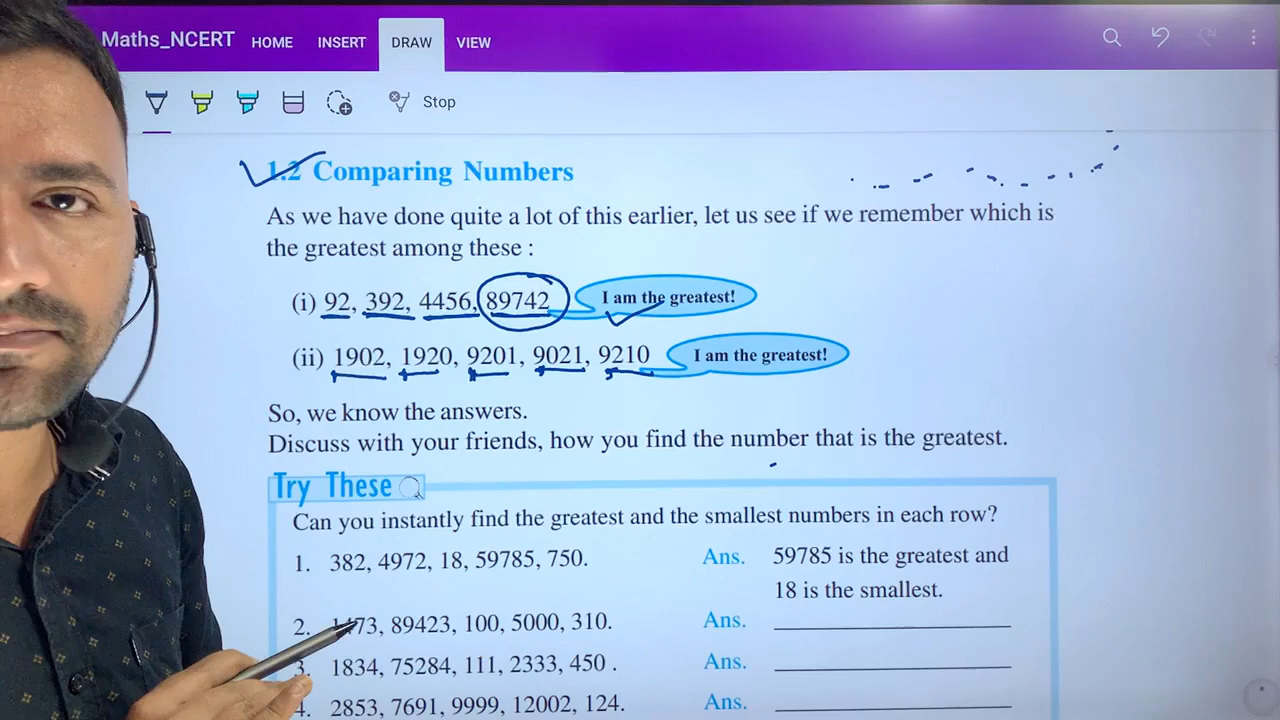 Maths_NCERT HOME INSERT DRAW VIEW
Stop
1.2 Comparing Numbers
As we have done quite a lot of this earlier, let us see if we remember which is
the greatest among these :
(i) 92, 392, 4456, 89742 I am the greatest!
(ii) 1902, 1920, 9201, 9021, 9210 I am the greatest!
So, we know the answers.
Discuss with your friends, how you find the number that is the greatest.
Try These
Can you instantly find the greatest and the smallest numbers in each row?
1. 382, 4972, 18, 59785, 750. Ans. 59785 is the greatest and
18 is the smallest.
2. 89423, 100, 5000, 310. Ans.
3. 1834, 75284, 111, 2333, 450 . Ans.
4. 2853, 7691, 9999, 12002, 124. Ans.